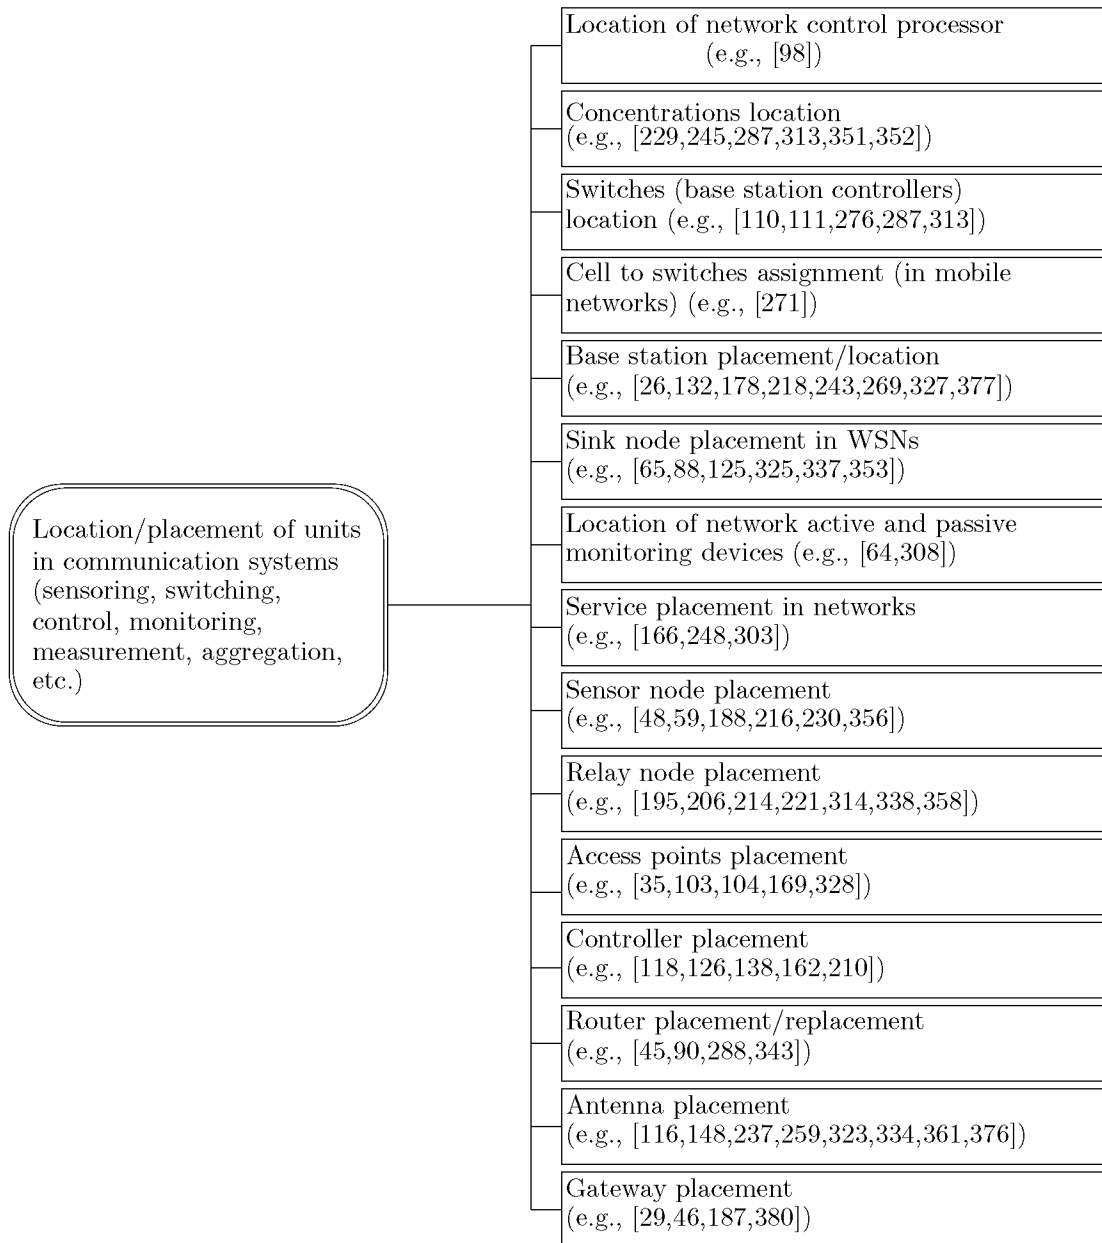 Location/placement of units
in communication systems
(sensoring, switching,
control, monitoring,
measurement, aggregation,
etc.)
Location of network control processor
(e.g., [98])
Concentrations location
(e.g., [229,245,287,313,351,352])
Switches (base station controllers)
location (e.g., [110,111,276,287,313])
Cell to switches assignment (in mobile
networks) (e.g., [271])
Base station placement/location
(e.g., [26,132,178,218,243,269,327,377])
Sink node placement in WSNs
(e.g., [65,88,125,325,337,353])
Location of network active and passive
monitoring devices (e.g., [64,308])
Service placement in networks
(e.g., [166,248,303])
Sensor node placement
(e.g., [48,59,188,216,230,356])
Relay node placement
(e.g., [195,206,214,221,314,338,358])
Access points placement
(e.g., [35,103,104,169,328])
Controller placement
(e.g., [118,126,138,162,210])
Router placement/replacement
(e.g., [45,90,288,343])
Antenna placement
(e.g., [116,148,237,259,323,334,361,376])
Gateway placement
(e.g., [29,46,187,380])